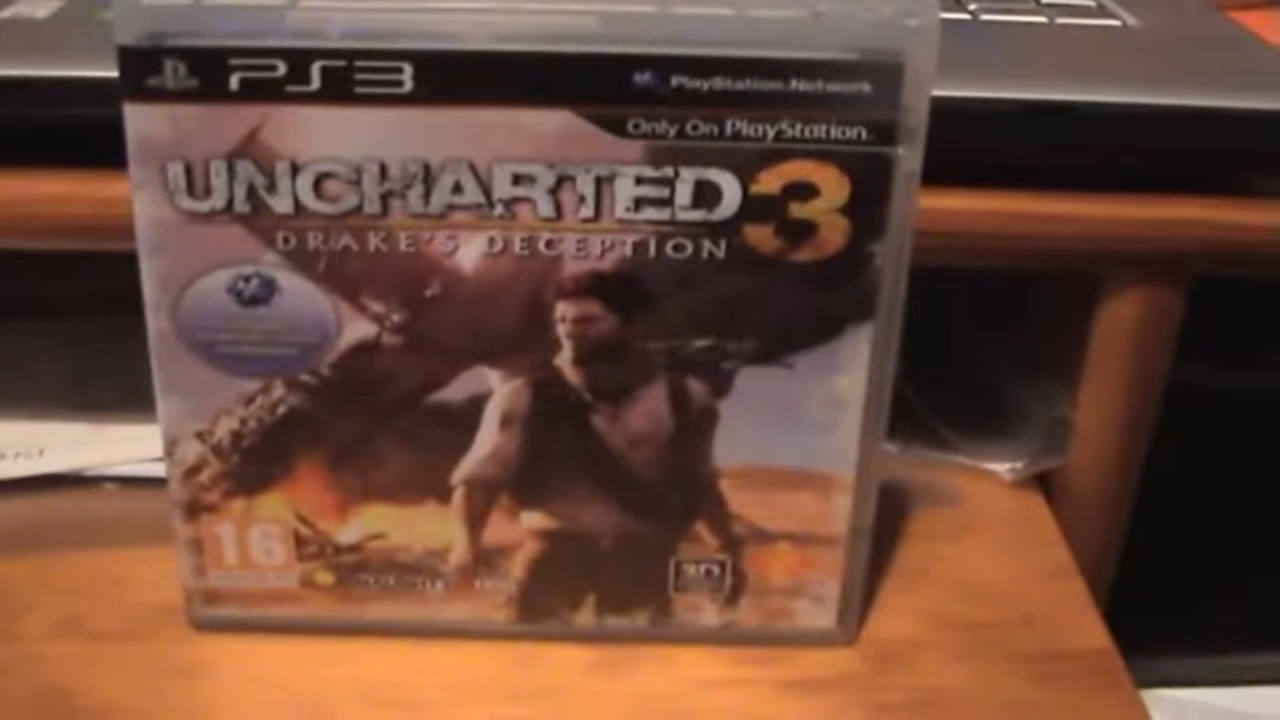 PS3
PlayStation Network
Only On PlayStation
UNCHARTED 3
DRAKE'S DECEPTION
16
3D